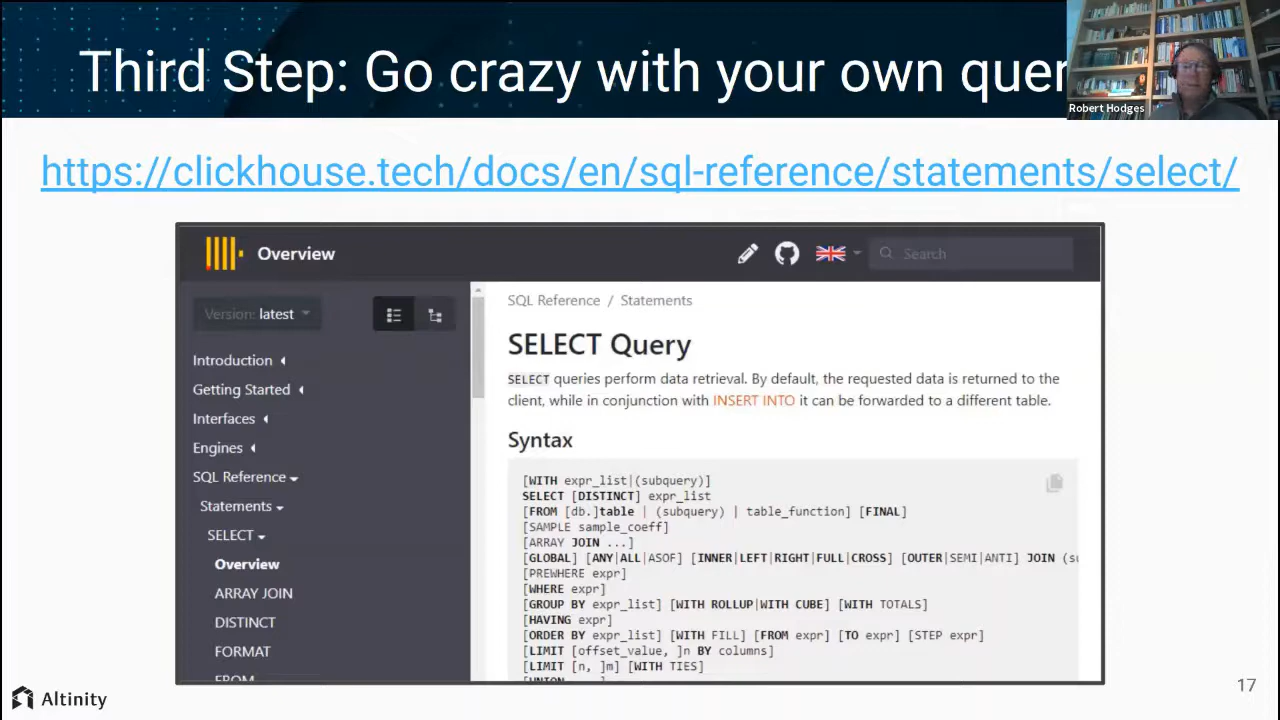 Third Step: Go crazy with your own quer
Robert Hodges
https://clickhouse.tech/docs/en/sql-reference/statements/select/
Overview
Search
Version: latest
Introduction
Getting Started
Interfaces
Engines
SQL Reference
Statements
SELECT
Overview
ARRAY JOIN
DISTINCT
FORMAT
FROM
SQL Reference / Statements
SELECT Query
SELECT queries perform data retrieval. By default, the requested data is returned to the
client, while in conjunction with INSERT INTO it can be forwarded to a different table.
Syntax
[WITH expr_list|(subquery)]
SELECT [DISTINCT] expr_list
[FROM [db.]table | (subquery) | table_function] [FINAL]
[SAMPLE sample_coeff]
[ARRAY JOIN ...]
[GLOBAL] [ANY|ALL|ASOF] [INNER|LEFT|RIGHT|FULL|CROSS] [OUTER|SEMI|ANTI] JOIN (su
[PREWHERE expr]
[WHERE expr]
[GROUP BY expr_list] [WITH ROLLUP|WITH CUBE] [WITH TOTALS]
[HAVING expr]
[ORDER BY expr_list] [WITH FILL] [FROM expr] [TO expr] [STEP expr]
[LIMIT [offset_value, ]n BY columns]
[LIMIT [n, ]m] [WITH TIES]
[UNION ...]
Altinity
17